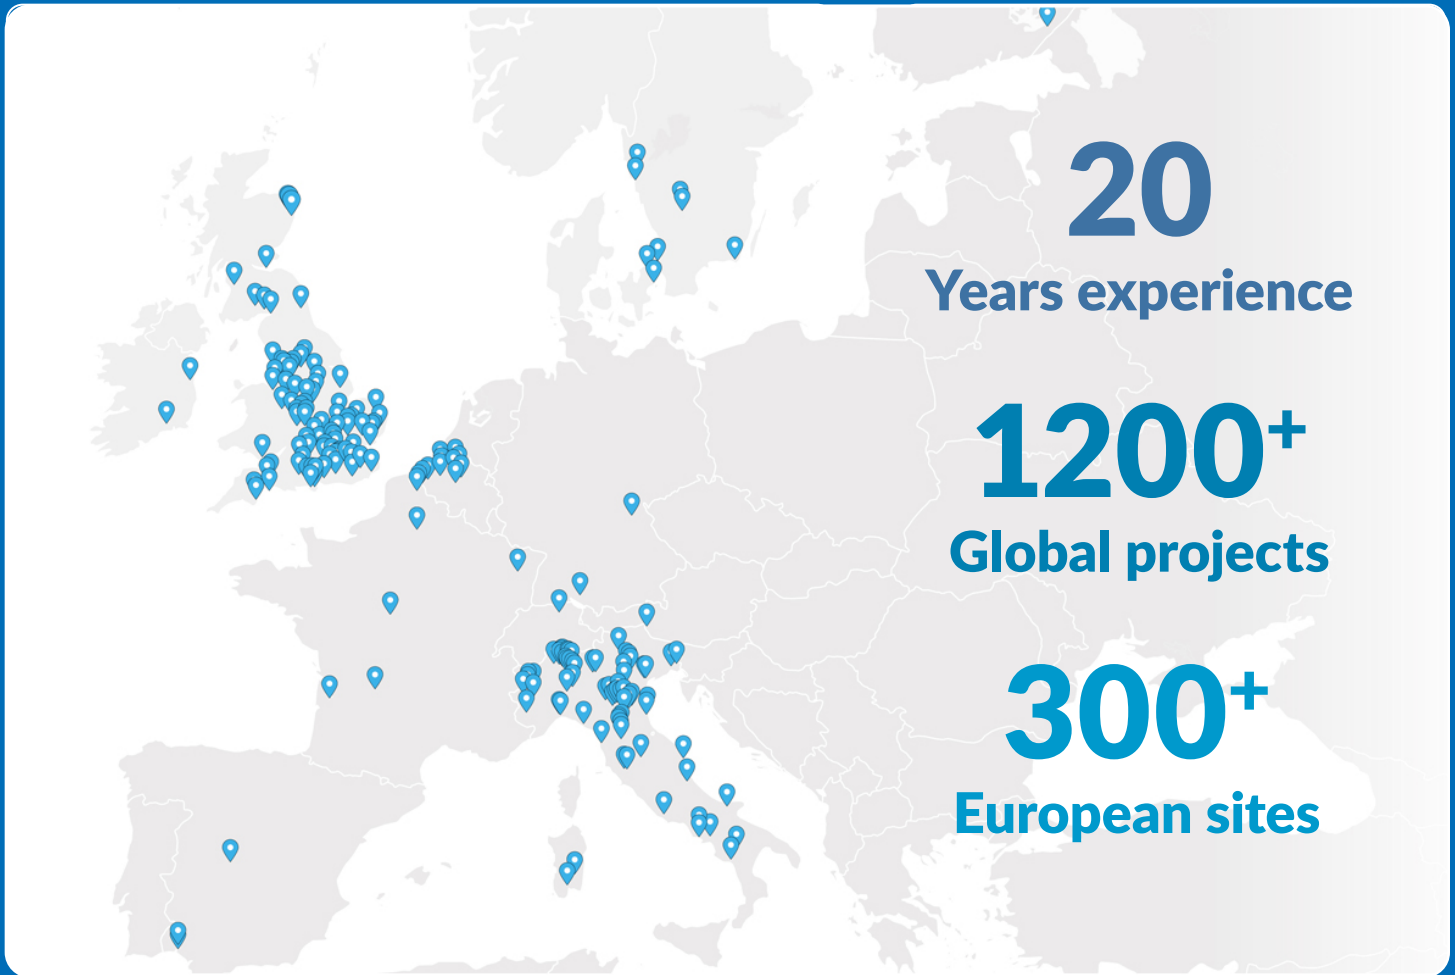 20
Years experience
1200+
Global projects
300+
European sites